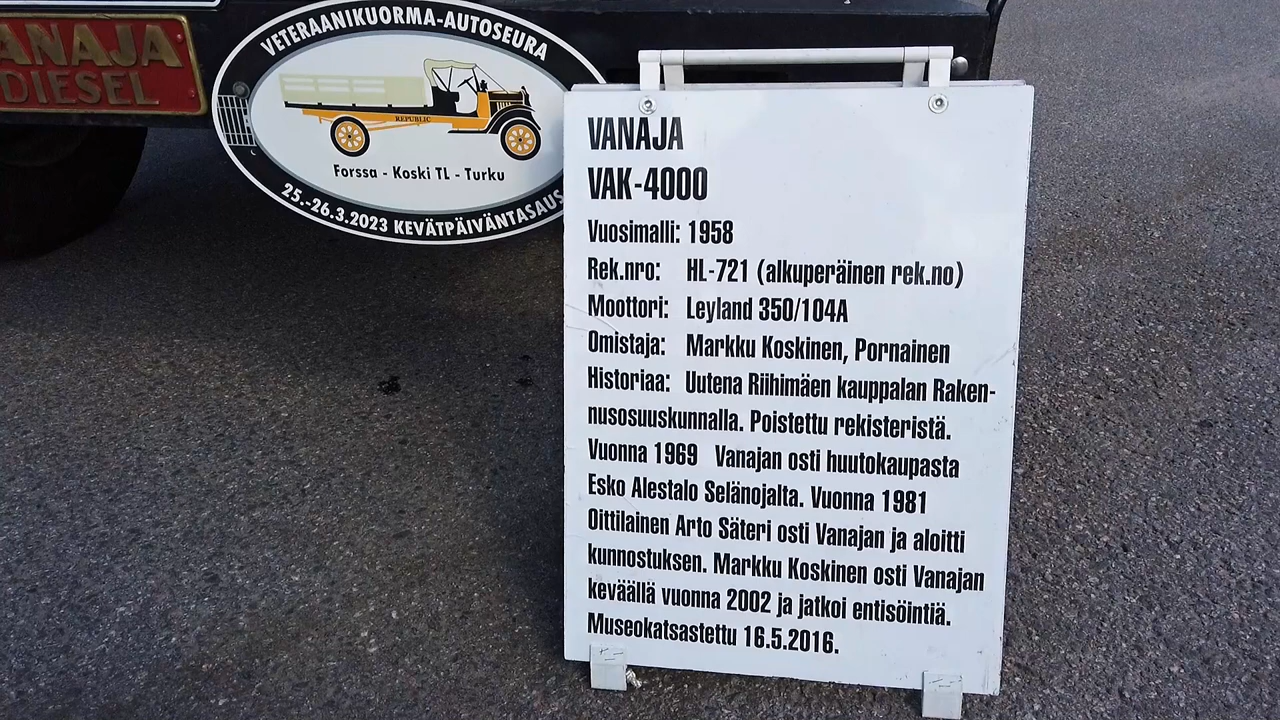 VANAJA
DIESEL
VETERAANIKUORMA-AUTOSEURA
REPUBLIC
Forssa - Koski TL - Turku
25.-26.3.2023 KEVÄTPÄIVÄNTASAUS
VANAJA
VAK-4000
Vuosimalli: 1958
Rek.nro: HL-721 (alkuperäinen rek.no)
Moottori: Leyland 350/104A
Omistaja: Markku Koskinen, Pornainen
Historiaa: Uutena Riihimäen kauppalan Raken-
nusosuuskunnalla. Poistettu rekisteristä.
Vuonna 1969 Vanajan osti huutokaupasta
Esko Alestalo Selänojalta. Vuonna 1981
Oittilainen Arto Säteri osti Vanajan ja aloitti
kunnostuksen. Markku Koskinen osti Vanajan
keväällä vuonna 2002 ja jatkoi entisöintiä.
Museokatsastettu 16.5.2016.